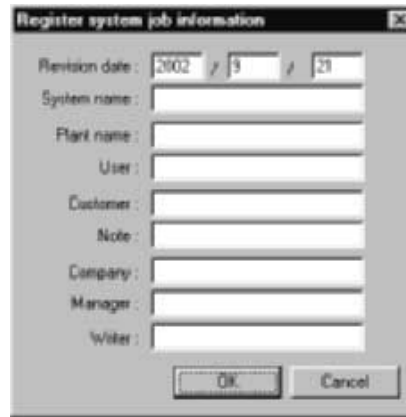 Register system job information
Revision date : 2002 / 9 / 21
System name :
Plant name :
User :
Customer :
Note :
Company :
Manager :
Writer :
OK Cancel